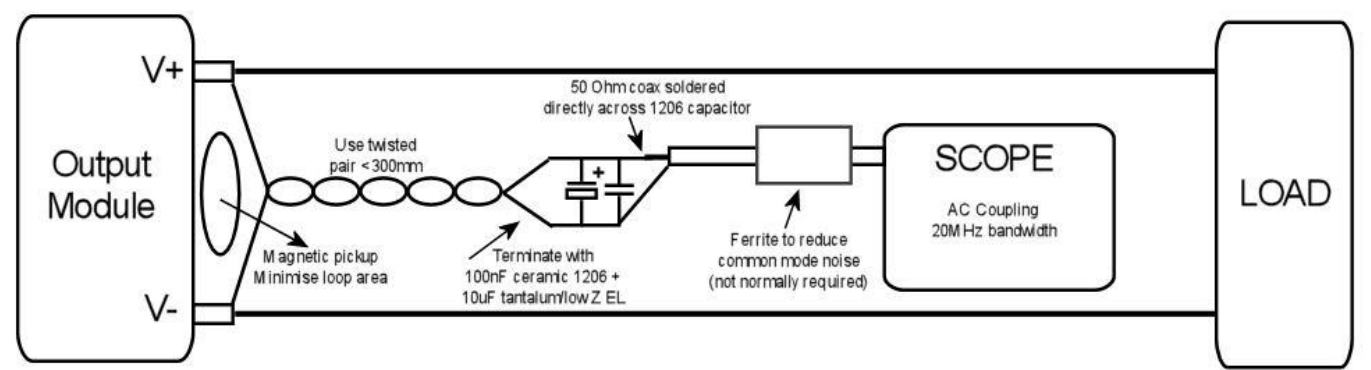 V+
Output
Module
V-
Magnetic pickup
Minimise loop area
Use twisted
pair <300mm
Terminate with
100nF ceramic 1206 +
10uF tantalum/low Z EL
50 Ohm coax soldered
directly across 1206 capacitor
+
Ferrite to reduce
common mode noise
(not normally required)
SCOPE
AC Coupling
20MHz bandwidth
LOAD